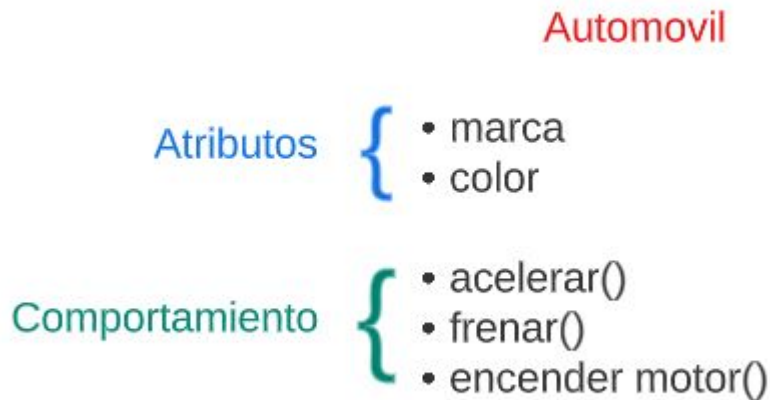 Automovil
Atributos
• marca
• color
Comportamiento
• acelerar()
• frenar()
• encender motor()